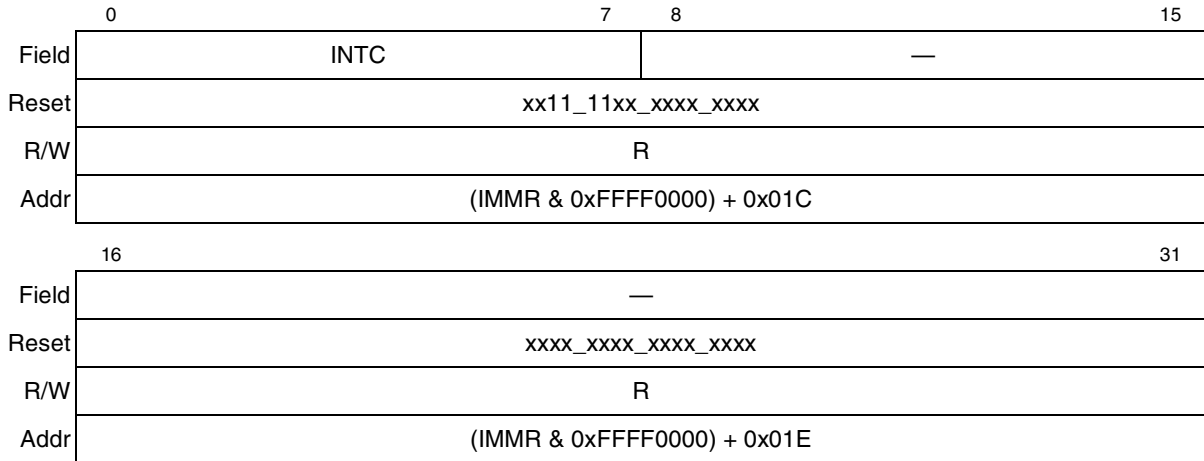 0 7 8 15
Field INTC —
Reset xx11_11xx_xxxx_xxxx
R/W R
Addr (IMMR & 0xFFFF0000) + 0x01C
16 31
Field —
Reset xxxx_xxxx_xxxx_xxxx
R/W R
Addr (IMMR & 0xFFFF0000) + 0x01E